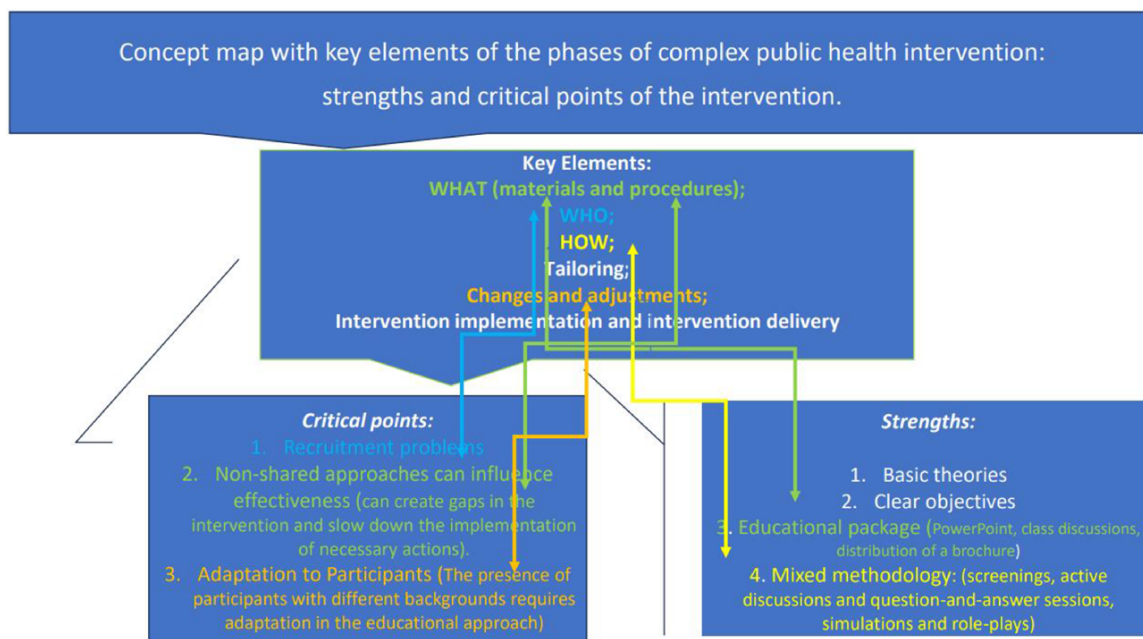 Concept map with key elements of the phases of complex public health intervention:
strengths and critical points of the intervention.
Key Elements:
WHAT (materials and procedures);
WHO;
HOW;
Tailoring;
Changes and adjustments;
Intervention implementation and intervention delivery
Critical points:
1. Recruitment problems
2. Non-shared approaches can influence
effectiveness (can create gaps in the
intervention and slow down the implementation
of necessary actions).
3. Adaptation to Participants (The presence of
participants with different backgrounds requires
adaptation in the educational approach)
Strengths:
1. Basic theories
2. Clear objectives
3. Educational package (PowerPoint, class discussions,
distribution of a brochure)
4. Mixed methodology: (screenings, active
discussions and question-and-answer sessions,
simulations and role-plays)